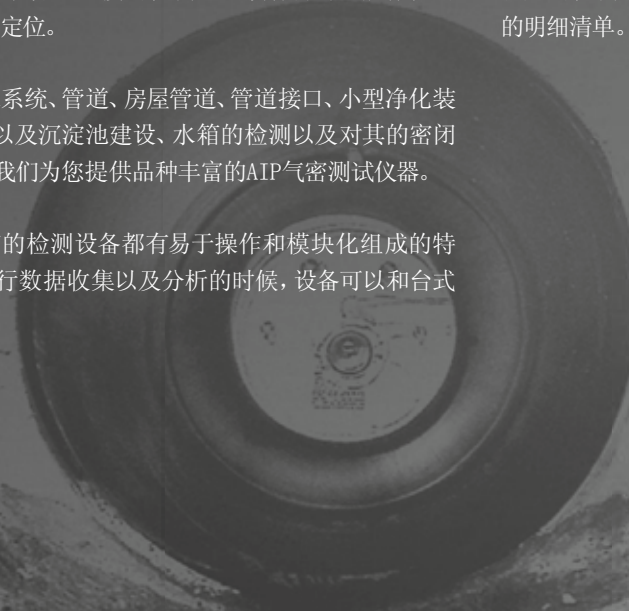 定位。
系统、管道、房屋管道、管道接口、小型净化装
以及沉淀池建设、水箱的检测以及对其的密闭
我们为您提供品种丰富的AIP气密测试仪器。
的检测设备都有易于操作和模块化组成的特
行数据收集以及分析的时候，设备可以和台式
的明细清单。